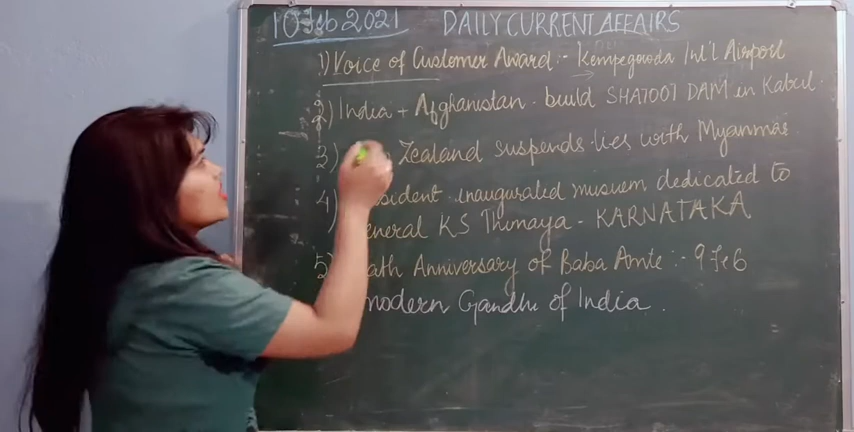 10 Feb 2021 DAILY CURRENT AFFAIRS
1) Voice of Customer Award :- Kempegowda Int'l Airport
2) India + Afghanistan build SHATOOT DAM in Kabul.
3) Zealand suspends ties with Myanmar
4) sident inaugurated musuem dedicated to
eneral KS Thimaya - KARNATAKA
5) ath Anniversary of Baba Amte :- 9 Feb
modern Gandhi of India.